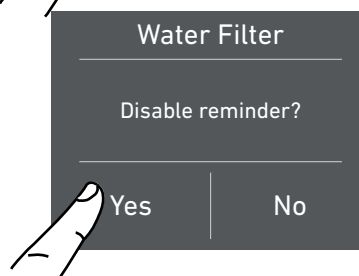 Water Filter
Disable reminder?
Yes No